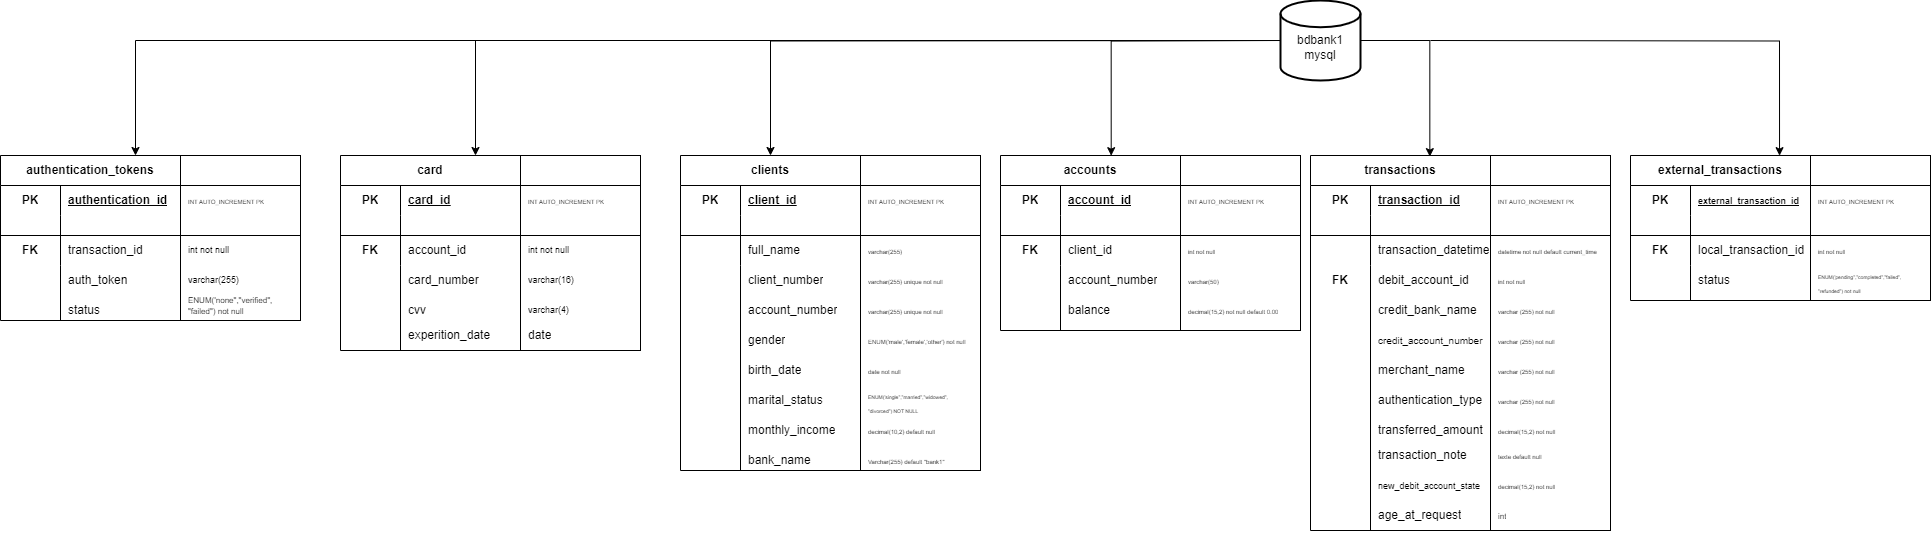 bdbank1
mysql
authentication_tokens
PK authentication_id INT AUTO_INCREMENT PK
FK transaction_id int not null
auth_token varchar(255)
status ENUM("none","verified",
"failed") not null
card
PK card_id INT AUTO_INCREMENT PK
FK account_id int not null
card_number varchar(16)
cvv varchar(4)
experition_date date
clients
PK client_id INT AUTO_INCREMENT PK
full_name varchar(255)
client_number varchar(255) unique not null
account_number varchar(255) unique not null
gender ENUM('male','female','other') not null
birth_date date not null
marital_status ENUM("single","married","widowed",
"divorced") NOT NULL
monthly_income decimal(10,2) default null
bank_name Varchar(255) default "bank1"
accounts
PK account_id INT AUTO_INCREMENT PK
FK client_id int not null
account_number varchar(50)
balance decimal(15,2) not null default 0.00
transactions
PK transaction_id INT AUTO_INCREMENT PK
transaction_datetime datetime not null default current_time
FK debit_account_id int not null
credit_bank_name varchar (255) not null
credit_account_number varchar (255) not null
merchant_name varchar (255) not null
authentication_type varchar (255) not null
transferred_amount decimal(15,2) not null
transaction_note texte default null
new_debit_account_state decimal(15,2) not null
age_at_request int
external_transactions
PK external_transaction_id INT AUTO_INCREMENT PK
FK local_transaction_id int not null
status ENUM("pending","completed","failed",
"refunded") not null